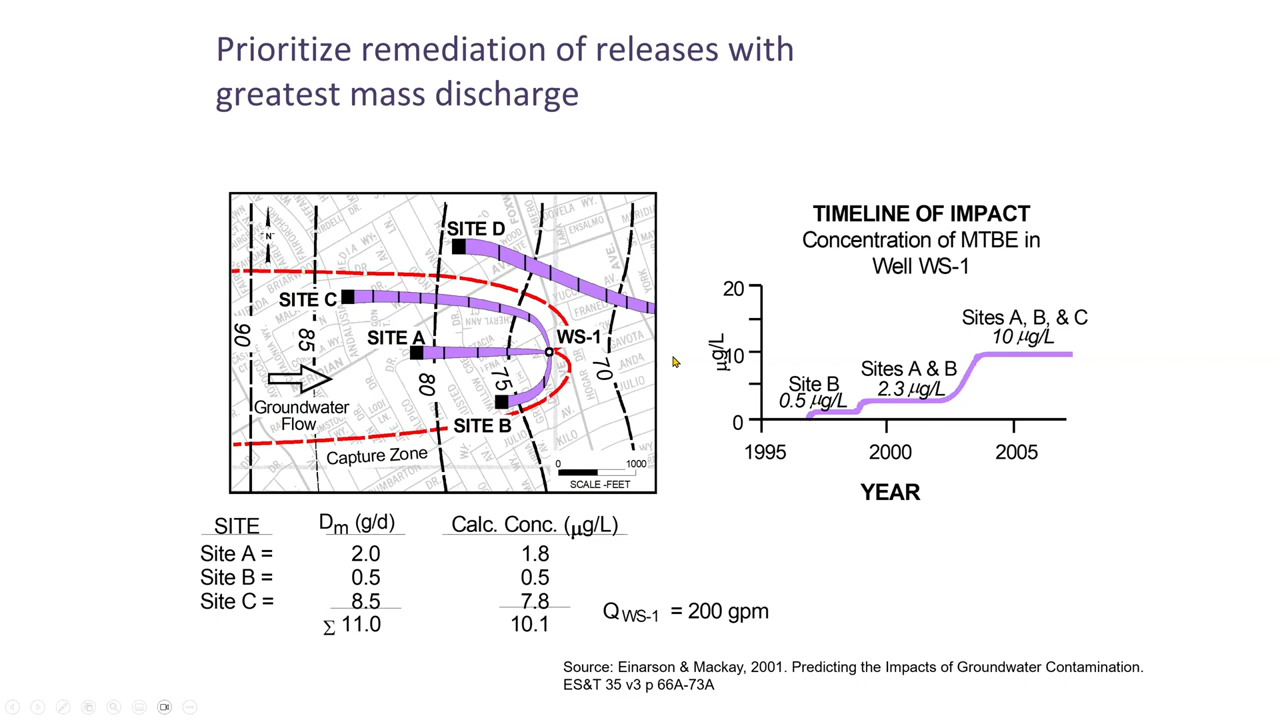 Prioritize remediation of releases with
greatest mass discharge
SITE D
SITE C
SITE A
WS-1
SITE B
90
85
80
75
70
N
Groundwater
Flow
Capture Zone
0 1000
SCALE -FEET
TIMELINE OF IMPACT
Concentration of MTBE in
Well WS-1
20
10
0
µg/L
Site B
0.5 µg/L
Sites A & B
2.3 µg/L
Sites A, B, & C
10 µg/L
1995 2000 2005
YEAR
SITE Dm (g/d) Calc. Conc. (µg/L)
Site A = 2.0 1.8
Site B = 0.5 0.5
Site C = 8.5 7.8
Σ 11.0 10.1
QWS-1 = 200 gpm
Source: Einarson & Mackay, 2001. Predicting the Impacts of Groundwater Contamination.
ES&T 35 v3 p 66A-73A